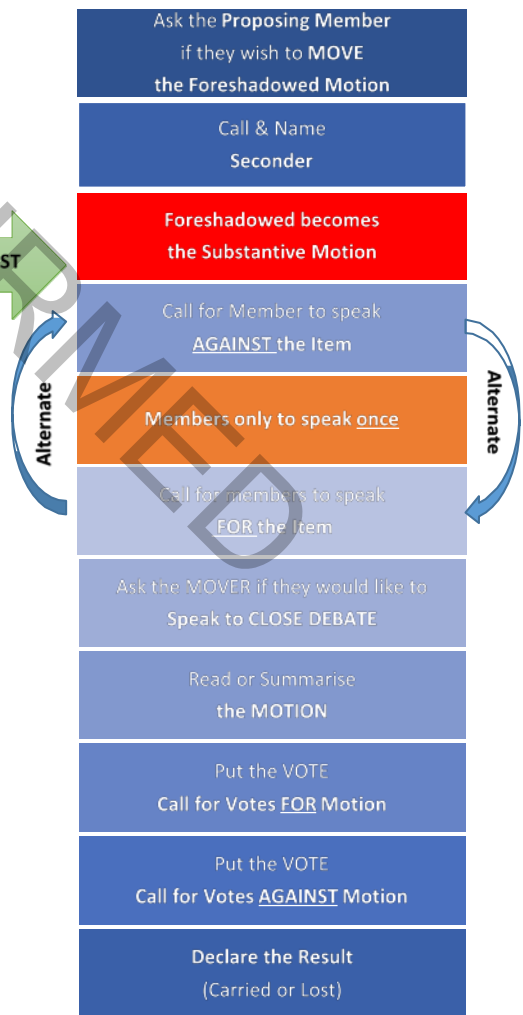 Ask the Proposing Member
if they wish to MOVE
the Foreshadowed Motion
Call & Name
Seconder
ST
Foreshadowed becomes
the Substantive Motion
Call for Member to speak
AGAINST the Item
Alternate
Alternate
Members only to speak once
Call for members to speak
FOR the Item
Ask the MOVER if they would like to
Speak to CLOSE DEBATE
Read or Summarise
the MOTION
Put the VOTE
Call for Votes FOR Motion
Put the VOTE
Call for Votes AGAINST Motion
Declare the Result
(Carried or Lost)
RMED